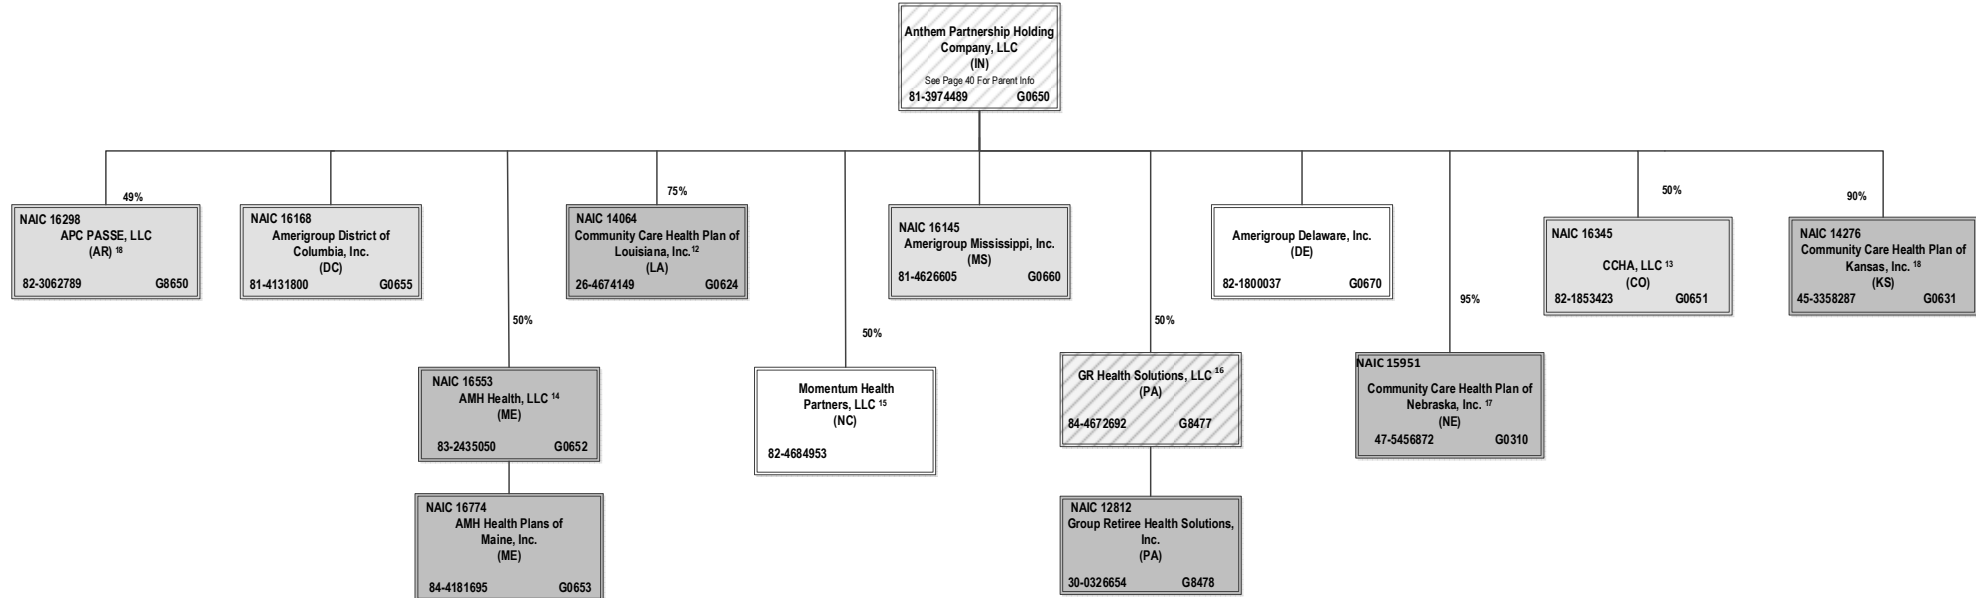 Anthem Partnership Holding
Company, LLC
(IN)
See Page 40 For Parent Info
81-3974489 G0650
49%
NAIC 16298
APC PASSE, LLC
(AR) 18
82-3062789 G8650
NAIC 16168
Amerigroup District of
Columbia, Inc.
(DC)
81-4131800 G0655
75%
NAIC 14064
Community Care Health Plan of
Louisiana, Inc. 12
(LA)
26-4674149 G0624
NAIC 16145
Amerigroup Mississippi, Inc.
(MS)
81-4626605 G0660
Amerigroup Delaware, Inc.
(DE)
82-1800037 G0670
50%
NAIC 16345
CCHA, LLC 13
(CO)
82-1853423 G0651
90%
NAIC 14276
Community Care Health Plan of
Kansas, Inc. 18
(KS)
45-3358287 G0631
50%
NAIC 16553
AMH Health, LLC 14
(ME)
83-2435050 G0652
50%
Momentum Health
Partners, LLC 15
(NC)
82-4684953
50%
GR Health Solutions, LLC 16
(PA)
84-4672692 G8477
95%
NAIC 15951
Community Care Health Plan of
Nebraska, Inc. 17
(NE)
47-5456872 G0310
NAIC 16774
AMH Health Plans of
Maine, Inc.
(ME)
84-4181695 G0653
NAIC 12812
Group Retiree Health Solutions,
Inc.
(PA)
30-0326654 G8478